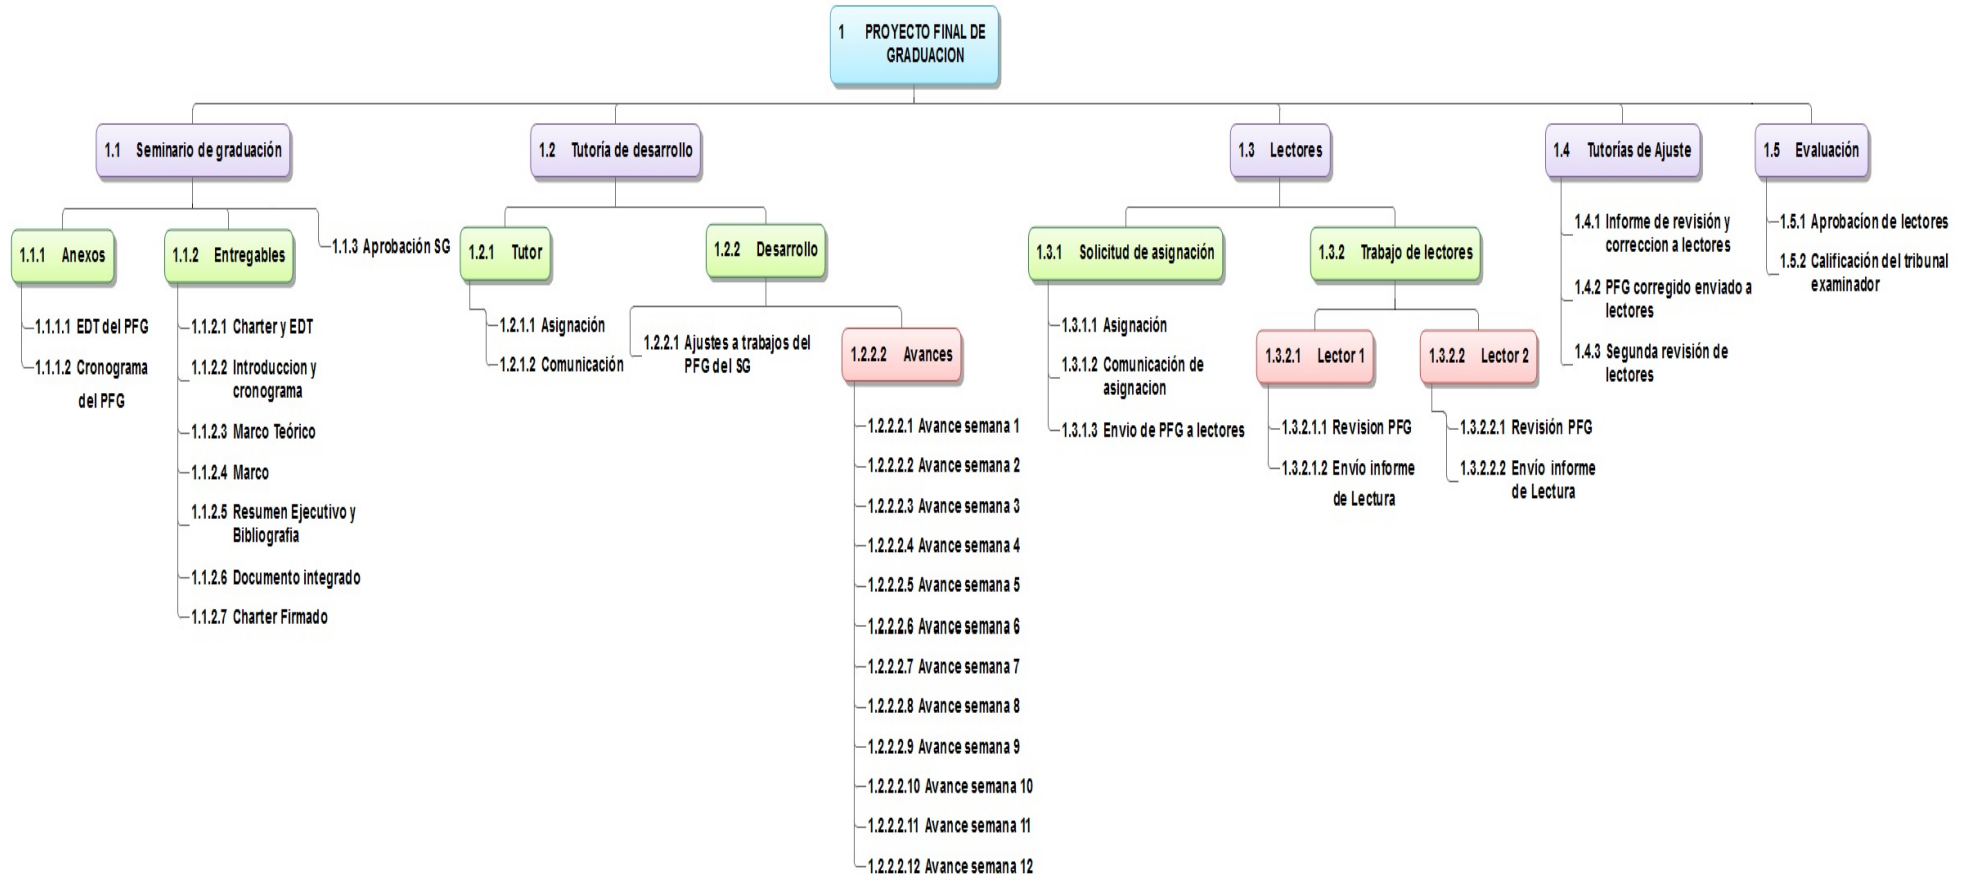 1 PROYECTO FINAL DE
GRADUACION
1.1 Seminario de graduación
1.2 Tutoría de desarrollo
1.3 Lectores
1.4 Tutorías de Ajuste
1.5 Evaluación
1.1.1 Anexos
1.1.1.1 EDT del PFG
1.1.1.2 Cronograma
del PFG
1.1.2 Entregables
1.1.2.1 Charter y EDT
1.1.2.2 Introduccion y
cronograma
1.1.2.3 Marco Teórico
1.1.2.4 Marco
1.1.2.5 Resumen Ejecutivo y
Bibliografia
1.1.2.6 Documento integrado
1.1.2.7 Charter Firmado
1.1.3 Aprobación SG
1.2.1 Tutor
1.2.1.1 Asignación
1.2.1.2 Comunicación
1.2.2 Desarrollo
1.2.2.1 Ajustes a trabajos del
PFG del SG
1.2.2.2 Avances
1.2.2.2.1 Avance semana 1
1.2.2.2.2 Avance semana 2
1.2.2.2.3 Avance semana 3
1.2.2.2.4 Avance semana 4
1.2.2.2.5 Avance semana 5
1.2.2.2.6 Avance semana 6
1.2.2.2.7 Avance semana 7
1.2.2.2.8 Avance semana 8
1.2.2.2.9 Avance semana 9
1.2.2.2.10 Avance semana 10
1.2.2.2.11 Avance semana 11
1.2.2.2.12 Avance semana 12
1.3.1 Solicitud de asignación
1.3.1.1 Asignación
1.3.1.2 Comunicación de
asignacion
1.3.1.3 Envio de PFG a lectores
1.3.2 Trabajo de lectores
1.3.2.1 Lector 1
1.3.2.1.1 Revision PFG
1.3.2.1.2 Envío informe
de Lectura
1.3.2.2 Lector 2
1.3.2.2.1 Revisión PFG
1.3.2.2.2 Envío informe
de Lectura
1.4.1 Informe de revisión y
correccion a lectores
1.4.2 PFG corregido enviado a
lectores
1.4.3 Segunda revisión de
lectores
1.5.1 Aprobacíon de lectores
1.5.2 Calificación del tribunal
examinador